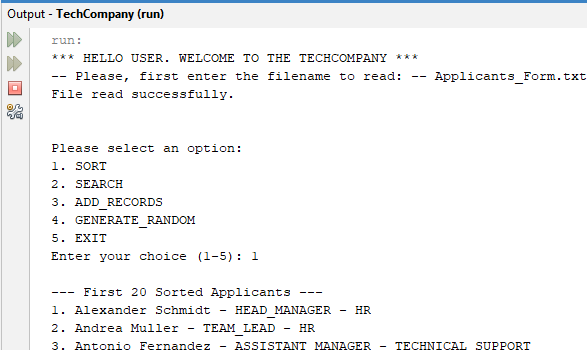 Output - TechCompany (run)
run:
*** HELLO USER. WELCOME TO THE TECHCOMPANY ***
-- Please, first enter the filename to read: -- Applicants_Form.txt
File read successfully.
Please select an option:
1. SORT
2. SEARCH
3. ADD_RECORDS
4. GENERATE_RANDOM
5. EXIT
Enter your choice (1-5): 1
--- First 20 Sorted Applicants ---
1. Alexander Schmidt - HEAD_MANAGER - HR
2. Andrea Muller - TEAM_LEAD - HR
3. Antonio Fernandez - ASSISTANT_MANAGER - TECHNICAL_SUPPORT